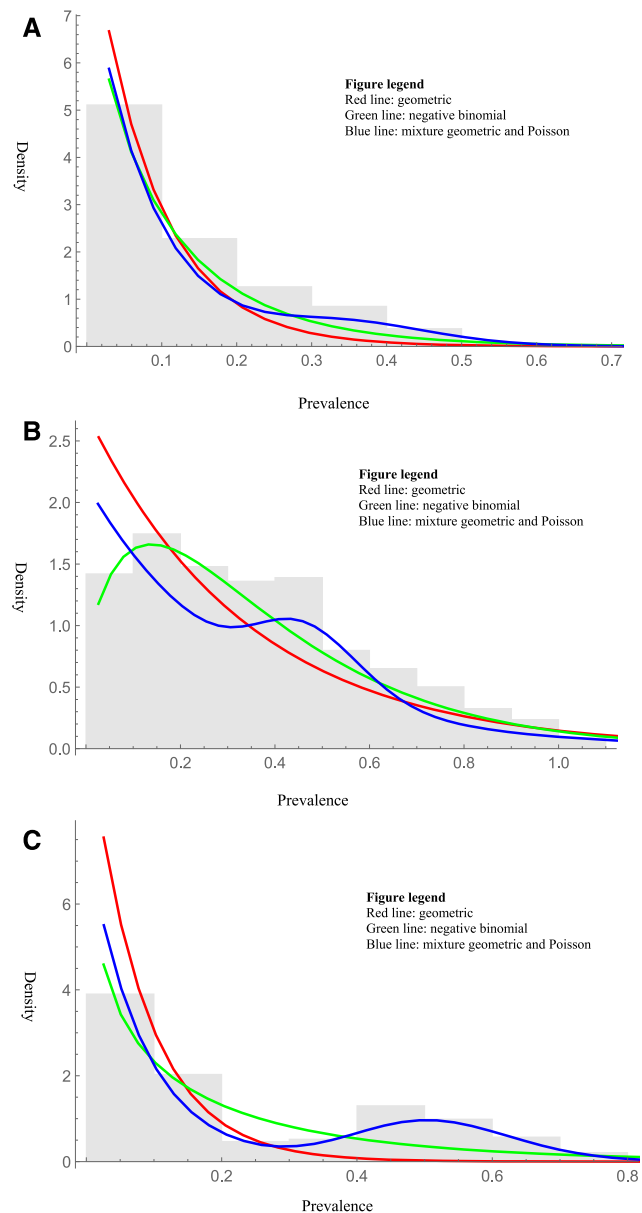 A
7
6
5
4
3
2
1
0
Density
0.1 0.2 0.3 0.4 0.5 0.6 0.7
Prevalence
Figure legend
Red line: geometric
Green line: negative binomial
Blue line: mixture geometric and Poisson
B
2.5
2.0
1.5
1.0
0.5
0.0
Density
0.2 0.4 0.6 0.8 1.0
Prevalence
Figure legend
Red line: geometric
Green line: negative binomial
Blue line: mixture geometric and Poisson
C
6
4
2
0
Density
0.2 0.4 0.6 0.8
Prevalence
Figure legend
Red line: geometric
Green line: negative binomial
Blue line: mixture geometric and Poisson